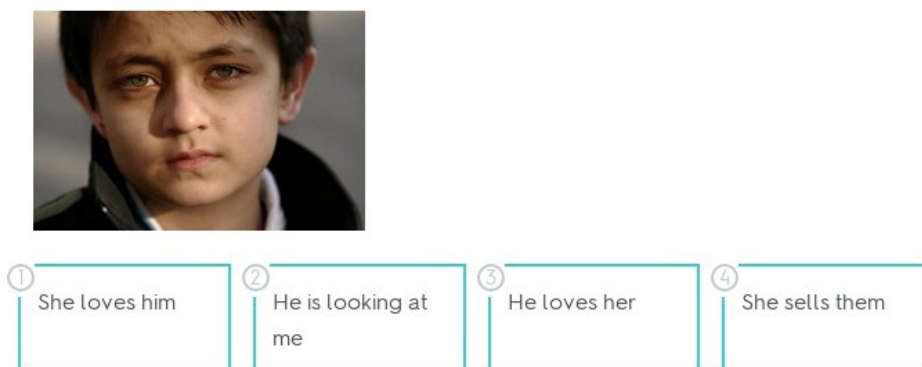 1
She loves him
2
He is looking at
me
3
He loves her
4
She sells them